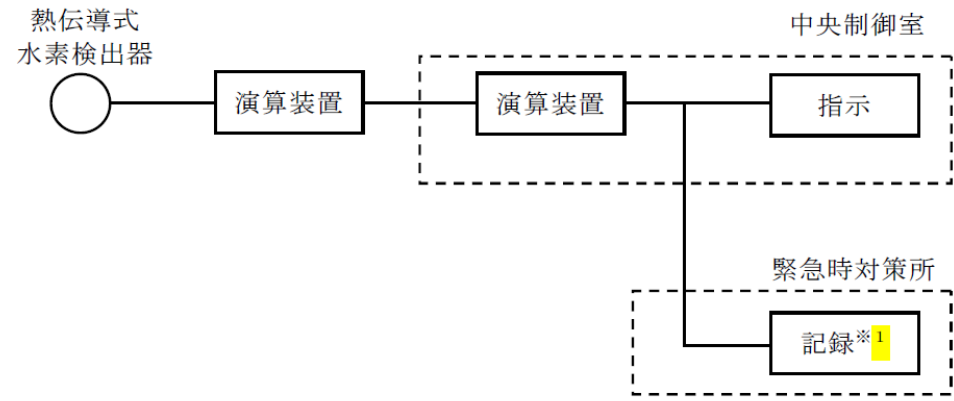 熱伝導式
水素検出器
中央制御室
演算装置
演算装置
指示
緊急時対策所
記録※1